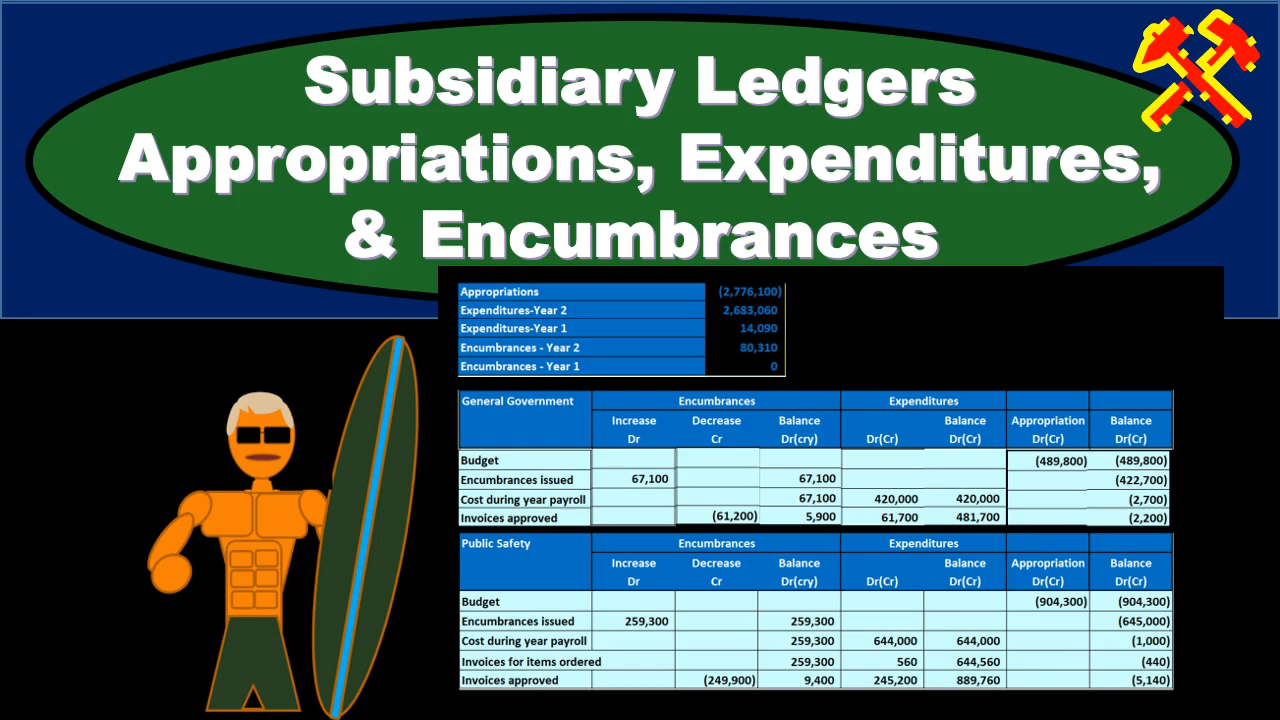 Subsidiary Ledgers
Appropriations, Expenditures,
& Encumbrances
Appropriations (2,776,100)
Expenditures-Year 2 2,683,060
Expenditures-Year 1 14,090
Encumbrances - Year 2 80,310
Encumbrances - Year 1 0
General Government Encumbrances Expenditures
Increase Decrease Balance Balance Appropriation Balance
Dr Cr Dr(cry) Dr(Cr) Dr(Cr) Dr(Cr) Dr(Cr)
Budget (489,800) (489,800)
Encumbrances issued 67,100 67,100 (422,700)
Cost during year payroll 67,100 420,000 420,000 (2,700)
Invoices approved (61,200) 5,900 61,700 481,700 (2,200)
Public Safety Encumbrances Expenditures
Increase Decrease Balance Balance Appropriation Balance
Dr Cr Dr(cry) Dr(Cr) Dr(Cr) Dr(Cr) Dr(Cr)
Budget (904,300) (904,300)
Encumbrances issued 259,300 259,300 (645,000)
Cost during year payroll 259,300 644,000 644,000 (1,000)
Invoices for items ordered 259,300 560 644,560 (440)
Invoices approved (249,900) 9,400 245,200 889,760 (5,140)